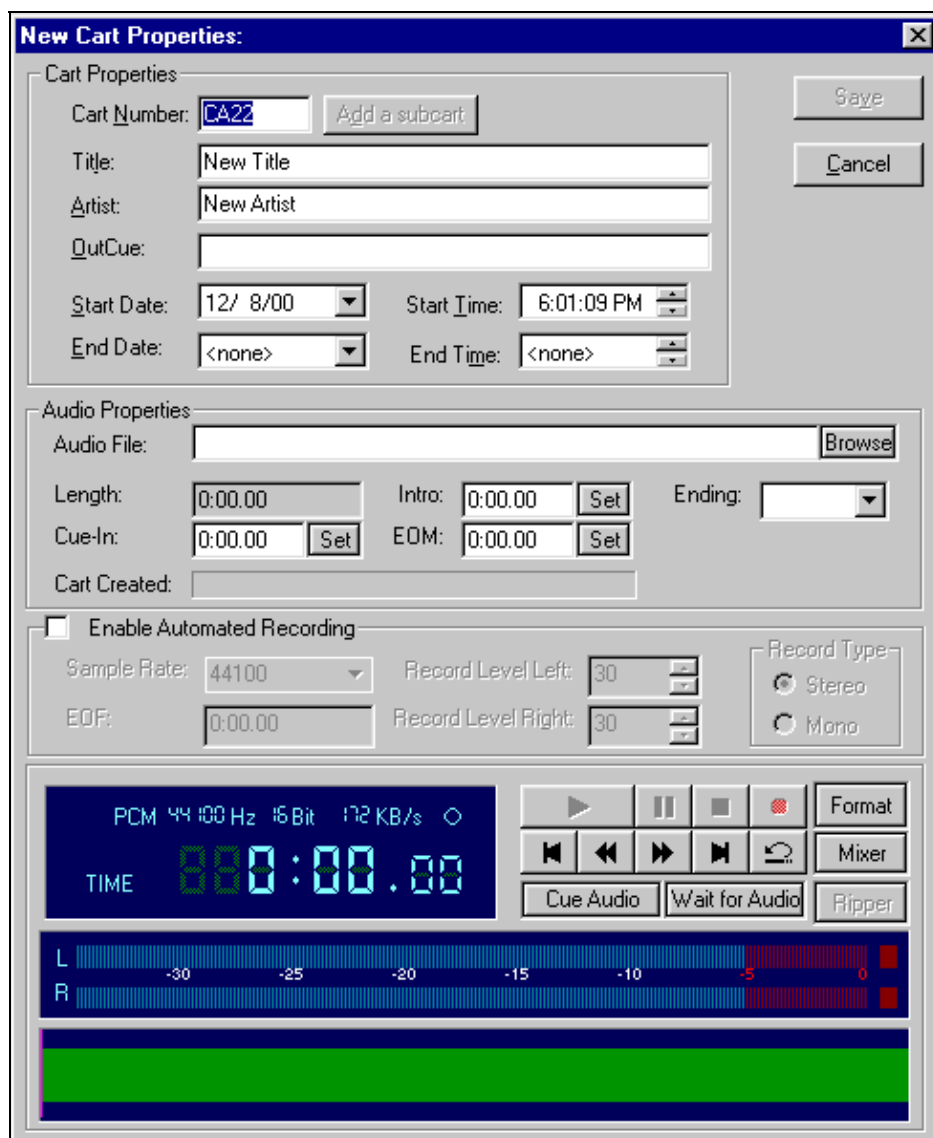 New Cart Properties:
Cart Properties
Cart Number: CA22 Add a subcart
Save
Title: New Title
Cancel
Artist: New Artist
OutCue:
Start Date: 12/ 8/00 Start Time: 6:01:09 PM
End Date: <none> End Time: <none>
Audio Properties
Audio File: Browse
Length: 0:00.00 Intro: 0:00.00 Set Ending:
Cue-In: 0:00.00 Set EOM: 0:00.00 Set
Cart Created:
Enable Automated Recording
Sample Rate: 44100 Record Level Left: 30
EOF: 0:00.00 Record Level Right: 30
Record Type
Stereo
Mono
PCM 44100 Hz 16 Bit 172 KB/s
TIME 0:00.00
Format
Mixer
Cue Audio Wait for Audio Ripper
L
-30 -25 -20 -15 -10 -5 0
R